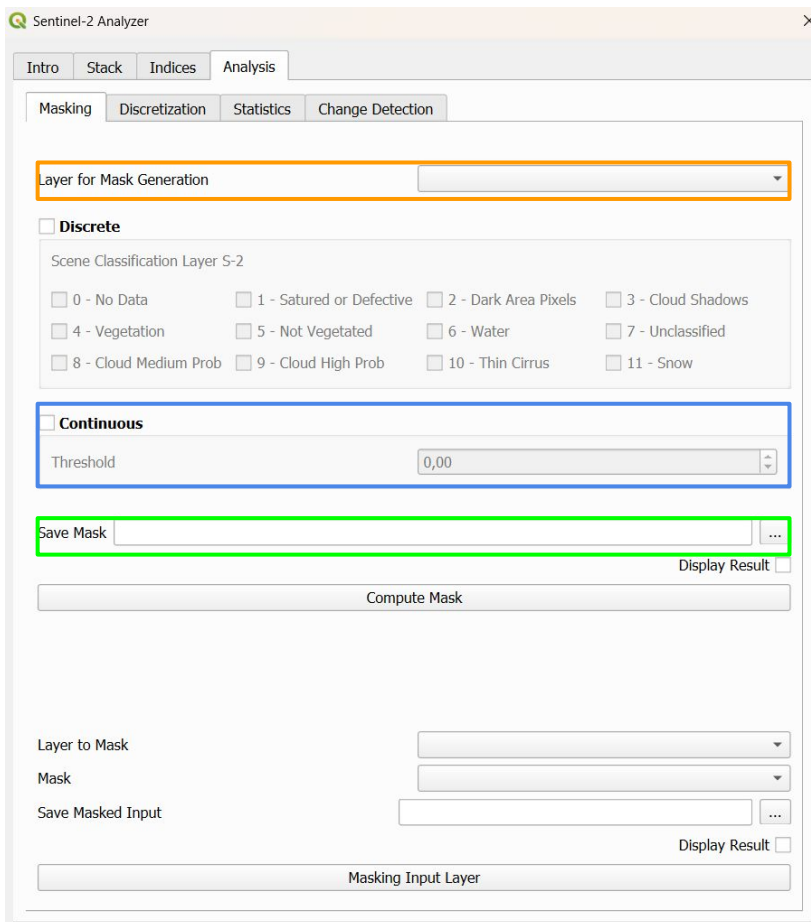 Sentinel-2 Analyzer
Intro Stack Indices Analysis
Masking Discretization Statistics Change Detection
Layer for Mask Generation
Discrete
Scene Classification Layer S-2
0 - No Data 1 - Satured or Defective 2 - Dark Area Pixels 3 - Cloud Shadows
4 - Vegetation 5 - Not Vegetated 6 - Water 7 - Unclassified
8 - Cloud Medium Prob 9 - Cloud High Prob 10 - Thin Cirrus 11 - Snow
Continuous
Threshold 0,00
Save Mask ...
Display Result
Compute Mask
Layer to Mask
Mask
Save Masked Input ...
Display Result
Masking Input Layer